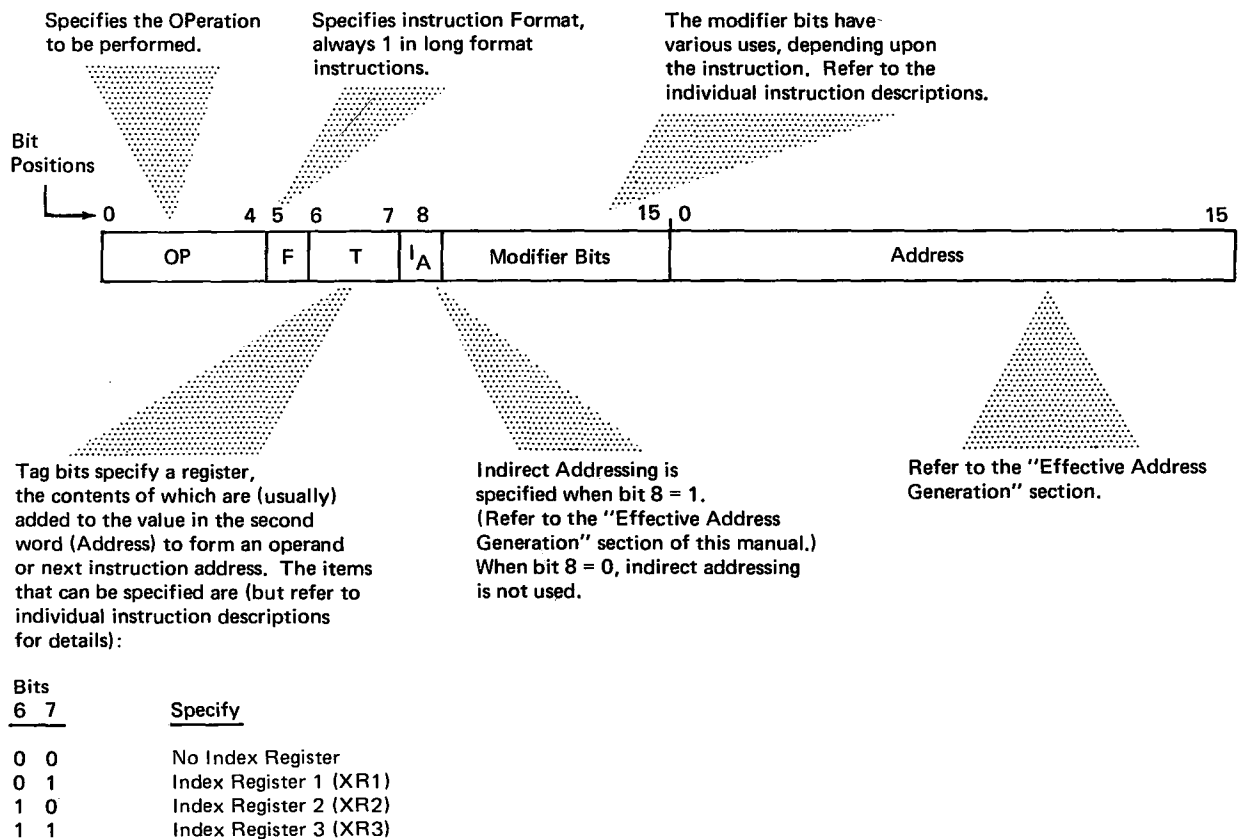 Specifies the OPeration
to be performed.
Specifies instruction Format,
always 1 in long format
instructions.
The modifier bits have
various uses, depending upon
the instruction. Refer to the
individual instruction descriptions.
Bit
Positions
0 4 5 6 7 8 15 0 15
OP F T IA Modifier Bits Address
Tag bits specify a register,
the contents of which are (usually)
added to the value in the second
word (Address) to form an operand
or next instruction address. The items
that can be specified are (but refer to
individual instruction descriptions
for details):
Indirect Addressing is
specified when bit 8 = 1.
(Refer to the "Effective Address
Generation" section of this manual.)
When bit 8 = 0, indirect addressing
is not used.
Refer to the "Effective Address
Generation" section.
Bits
6 7 Specify
0 0 No Index Register
0 1 Index Register 1 (XR1)
1 0 Index Register 2 (XR2)
1 1 Index Register 3 (XR3)